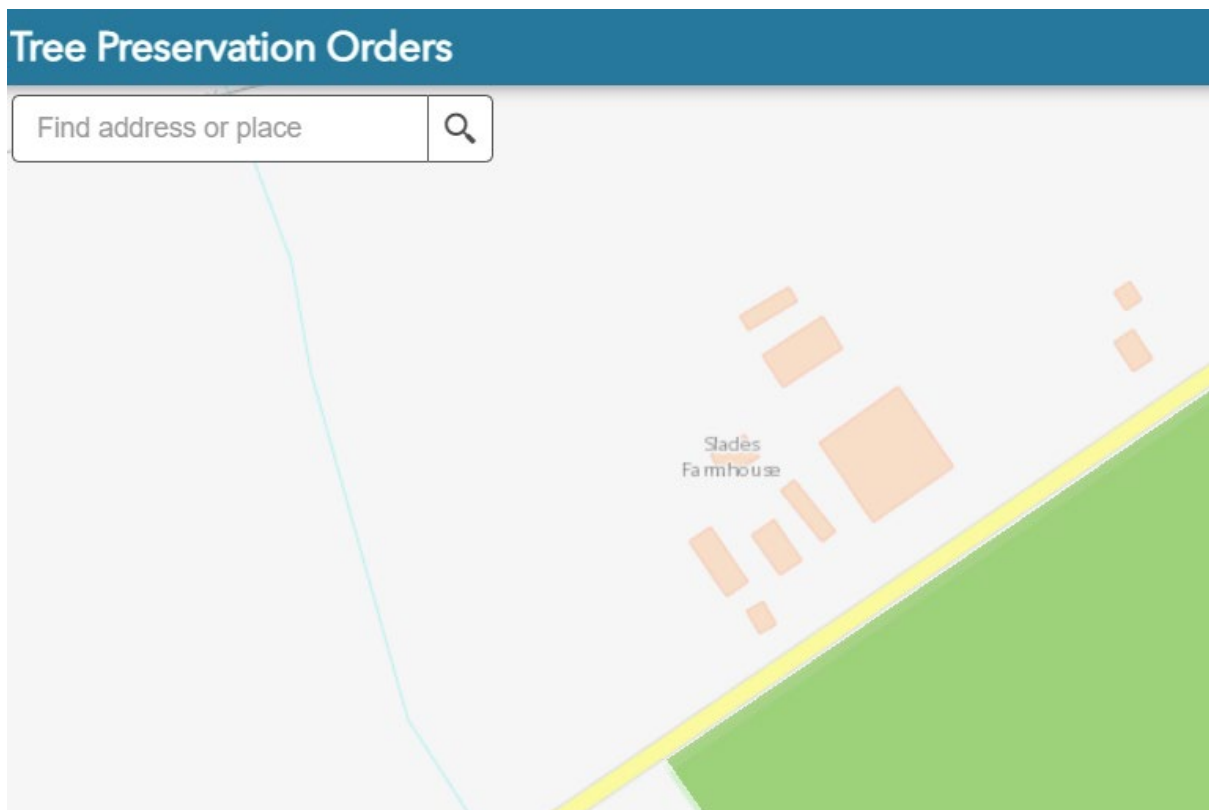 Tree Preservation Orders
Find address or place
Slades
Farmhouse